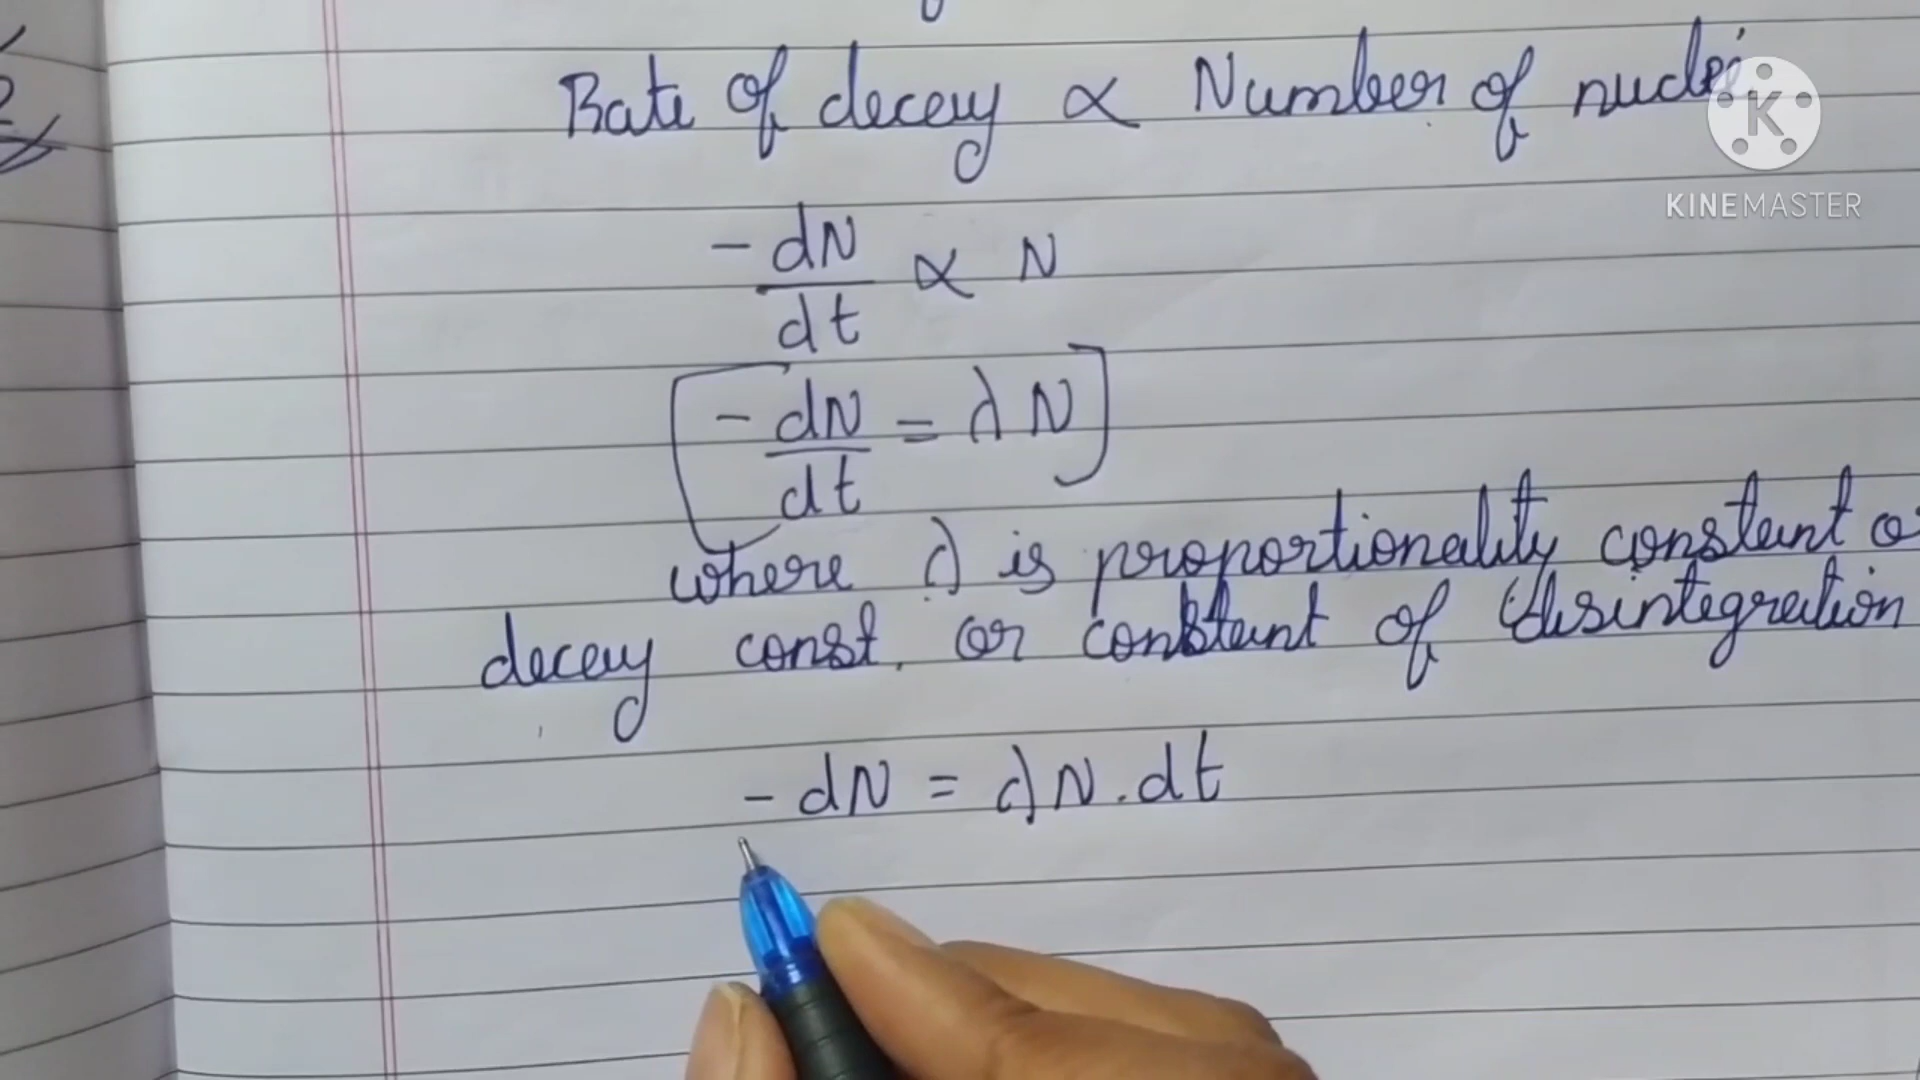 Rate of decay ∝ Number of nuclei
-dN/dt ∝ N
-dN/dt = λN
where λ is proportionality constant or
decay const. or constant of disintegration
-dN = λN.dt
KINEMASTER